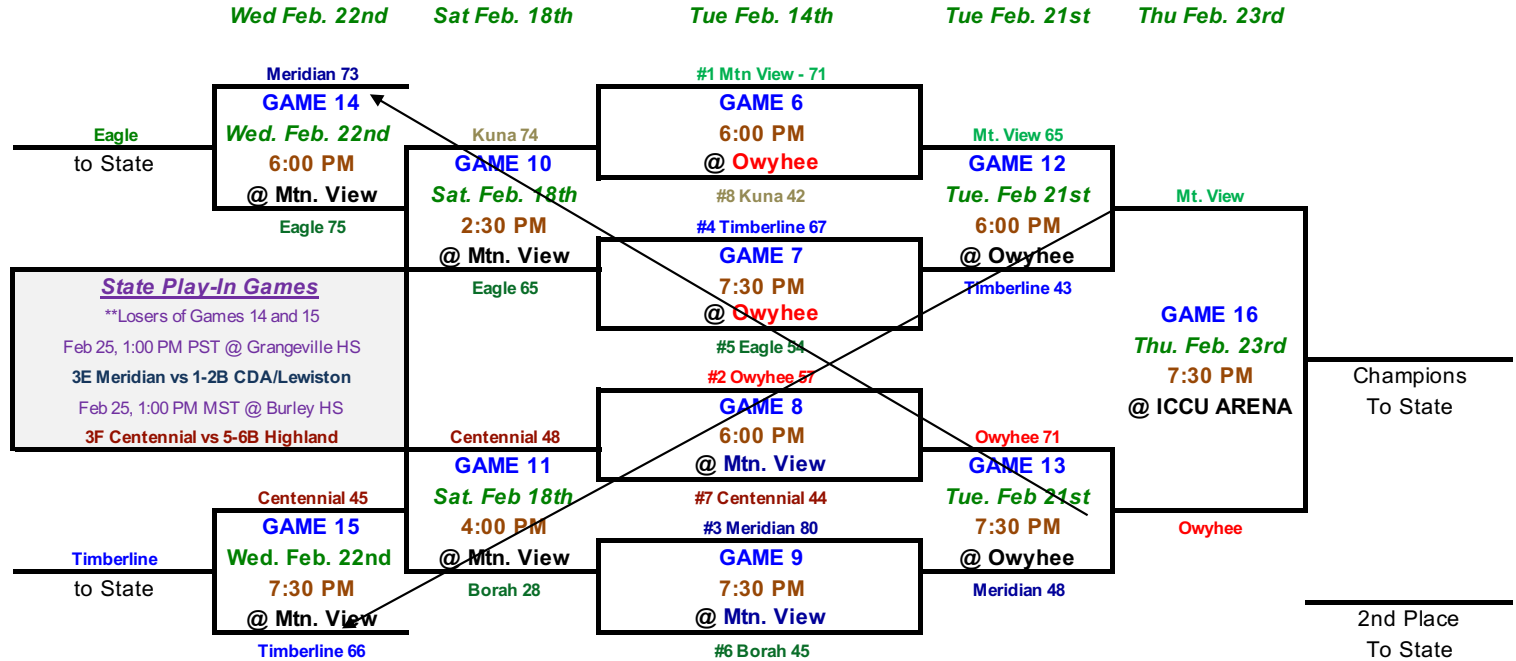 Wed Feb. 22nd
Sat Feb. 18th
Tue Feb. 14th
Tue Feb. 21st
Thu Feb. 23rd
Meridian 73
GAME 14
Wed. Feb. 22nd
6:00 PM
@ Mtn. View
Eagle 75
Eagle
to State
State Play-In Games
**Losers of Games 14 and 15
Feb 25, 1:00 PM PST @ Grangeville HS
3E Meridian vs 1-2B CDA/Lewiston
Feb 25, 1:00 PM MST @ Burley HS
3F Centennial vs 5-6B Highland
Centennial 45
GAME 15
Wed. Feb. 22nd
7:30 PM
@ Mtn. View
Timberline 66
Timberline
to State
Kuna 74
GAME 10
Sat. Feb. 18th
2:30 PM
@ Mtn. View
Eagle 65
Centennial 48
GAME 11
Sat. Feb 18th
4:00 PM
@ Mtn. View
Borah 28
#1 Mtn View - 71
GAME 6
6:00 PM
@ Owyhee
#8 Kuna 42
#4 Timberline 67
GAME 7
7:30 PM
@ Owyhee
#5 Eagle 54
#2 Owyhee 57
GAME 8
6:00 PM
@ Mtn. View
#7 Centennial 44
#3 Meridian 80
GAME 9
7:30 PM
@ Mtn. View
#6 Borah 45
Mt. View 65
GAME 12
Tue. Feb 21st
6:00 PM
@ Owyhee
Timberline 43
Owyhee 71
GAME 13
Tue. Feb 21st
7:30 PM
@ Owyhee
Meridian 48
Mt. View
GAME 16
Thu. Feb. 23rd
7:30 PM
@ ICCU ARENA
Owyhee
Champions
To State
2nd Place
To State